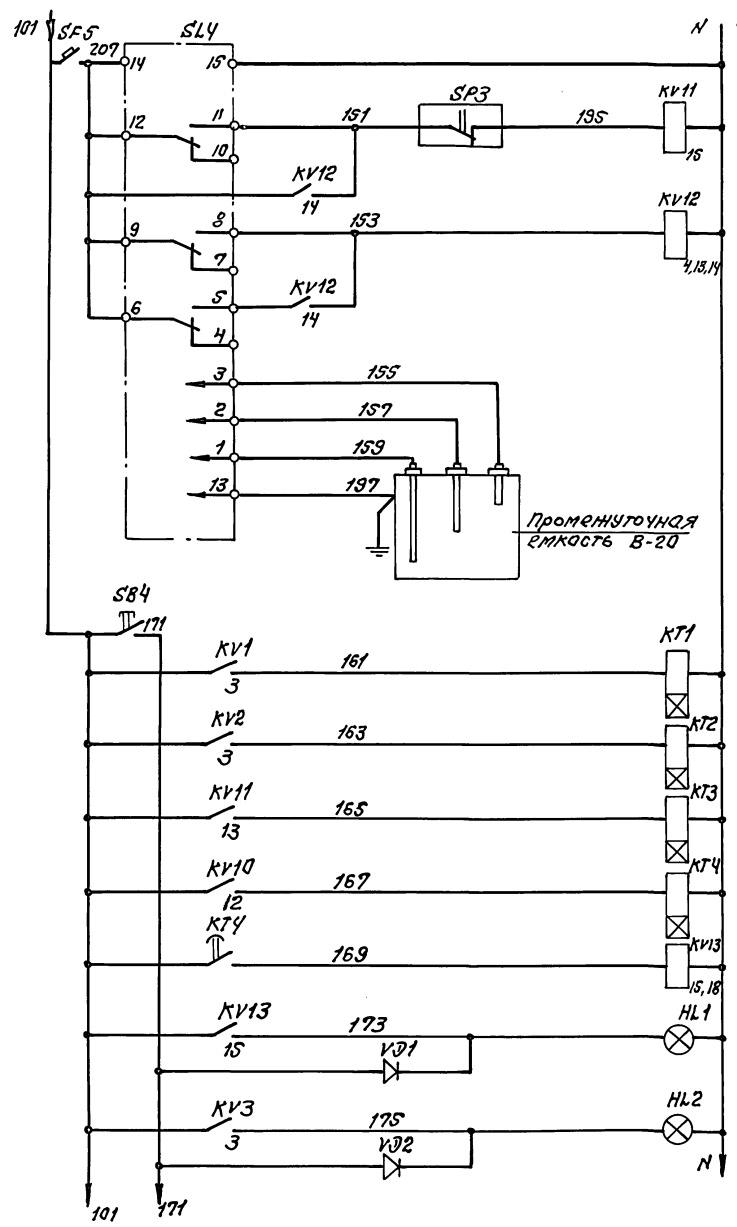 101
N
SF5
207
SL4
14
15
12
11
151
SP3
195
KV11
10
15
KV12
14
KV12
9
8
153
7
4,13,14
KV12
6
5
14
4
3
155
2
157
1
159
13
197
Промежуточная
емкость В-20
SB4
171
KV1
161
KT1
3
KV2
163
KT2
3
KV11
165
KT3
13
KV10
167
KT4
12
KT4
169
KV13
15,18
KV13
173
HL1
15
VD1
KV3
175
HL2
3
VD2
N
101
171